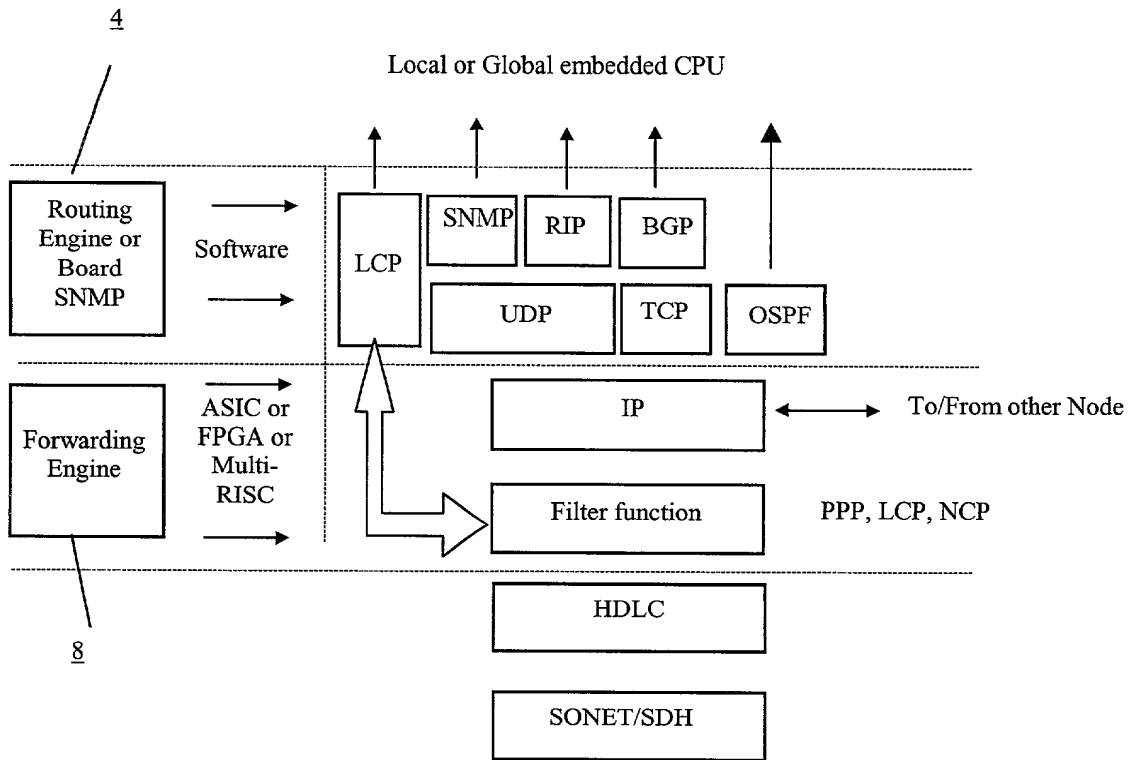 4
Local or Global embedded CPU
Routing
Engine or
Board
SNMP
Software
LCP
SNMP
RIP
BGP
UDP
TCP
OSPF
Forwarding
Engine
ASIC or
FPGA or
Multi-
RISC
IP
To/From other Node
Filter function
PPP, LCP, NCP
HDLC
8
SONET/SDH